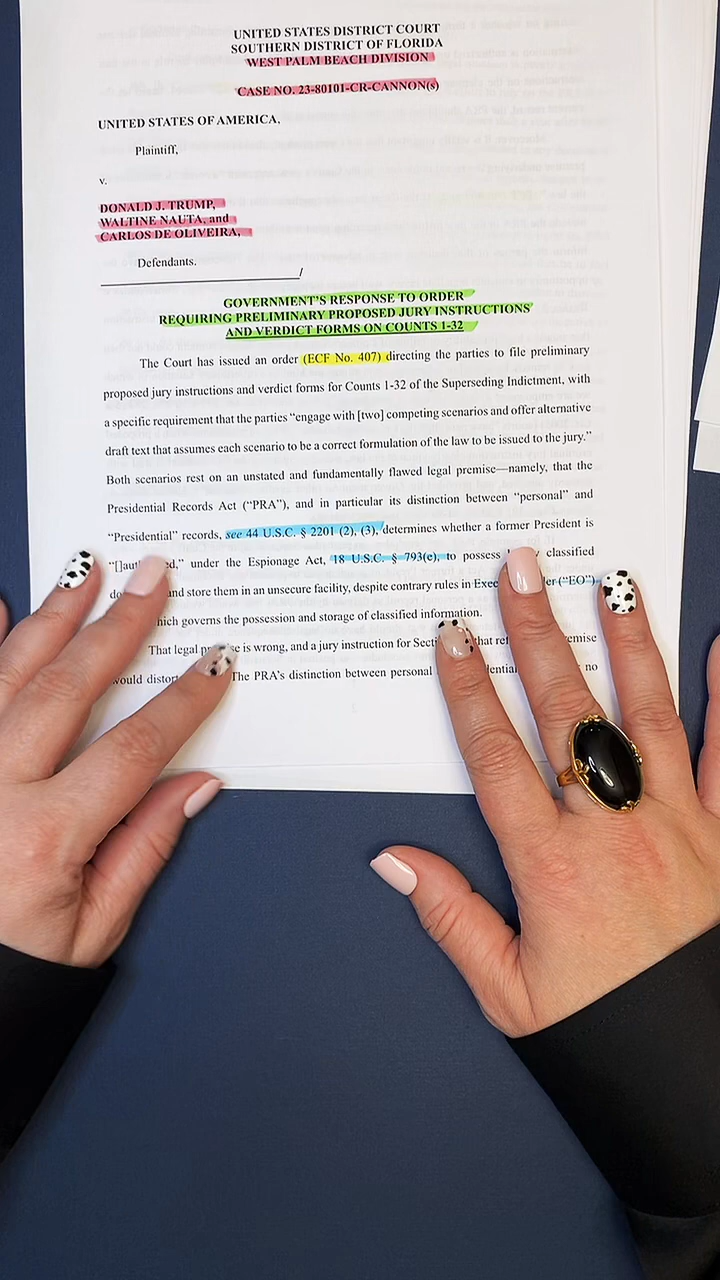 UNITED STATES DISTRICT COURT
SOUTHERN DISTRICT OF FLORIDA
WEST PALM BEACH DIVISION
CASE NO. 23-80101-CR-CANNON(s)
UNITED STATES OF AMERICA,
Plaintiff,
v.
DONALD J. TRUMP,
WALTINE NAUTA, and
CARLOS DE OLIVEIRA,
Defendants.
/
GOVERNMENT'S RESPONSE TO ORDER
REQUIRING PRELIMINARY PROPOSED JURY INSTRUCTIONS
AND VERDICT FORMS ON COUNTS 1-32
The Court has issued an order (ECF No. 407) directing the parties to file preliminary
proposed jury instructions and verdict forms for Counts 1-32 of the Superseding Indictment, with
a specific requirement that the parties “engage with [two] competing scenarios and offer alternative
draft text that assumes each scenario to be a correct formulation of the law to be issued to the jury.”
Both scenarios rest on an unstated and fundamentally flawed legal premise—namely, that the
Presidential Records Act (“PRA”), and in particular its distinction between “personal” and
“Presidential” records, see 44 U.S.C. § 2201 (2), (3), determines whether a former President is
under the Espionage Act, 18 U.S.C. § 793(e), to possess classified
and store them in an unsecure facility, despite contrary rules in (“EO”)
which governs the possession and storage of classified information.
That legal is wrong, and a jury instruction for that
would The PRA's distinction between personal no